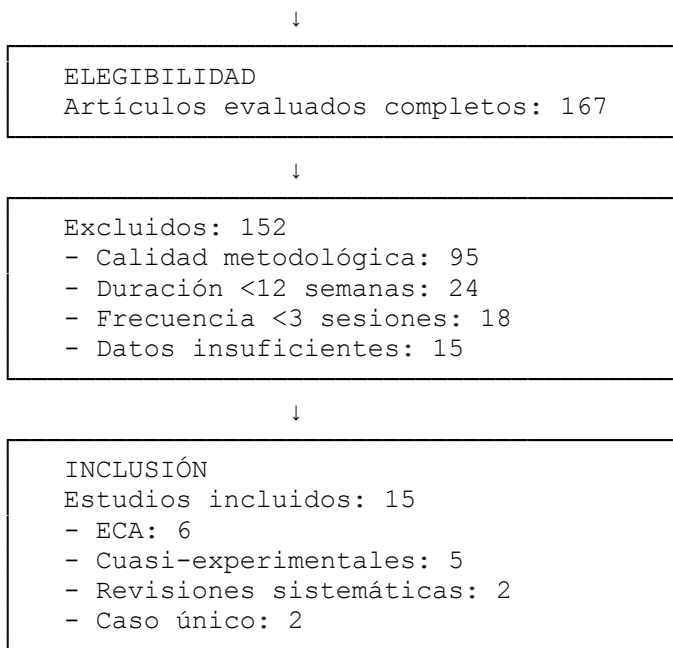 ↓
ELEGIBILIDAD
Artículos evaluados completos: 167
↓
Excluidos: 152
- Calidad metodológica: 95
- Duración <12 semanas: 24
- Frecuencia <3 sesiones: 18
- Datos insuficientes: 15
↓
INCLUSIÓN
Estudios incluidos: 15
- ECA: 6
- Cuasi-experimentales: 5
- Revisiones sistemáticas: 2
- Caso único: 2